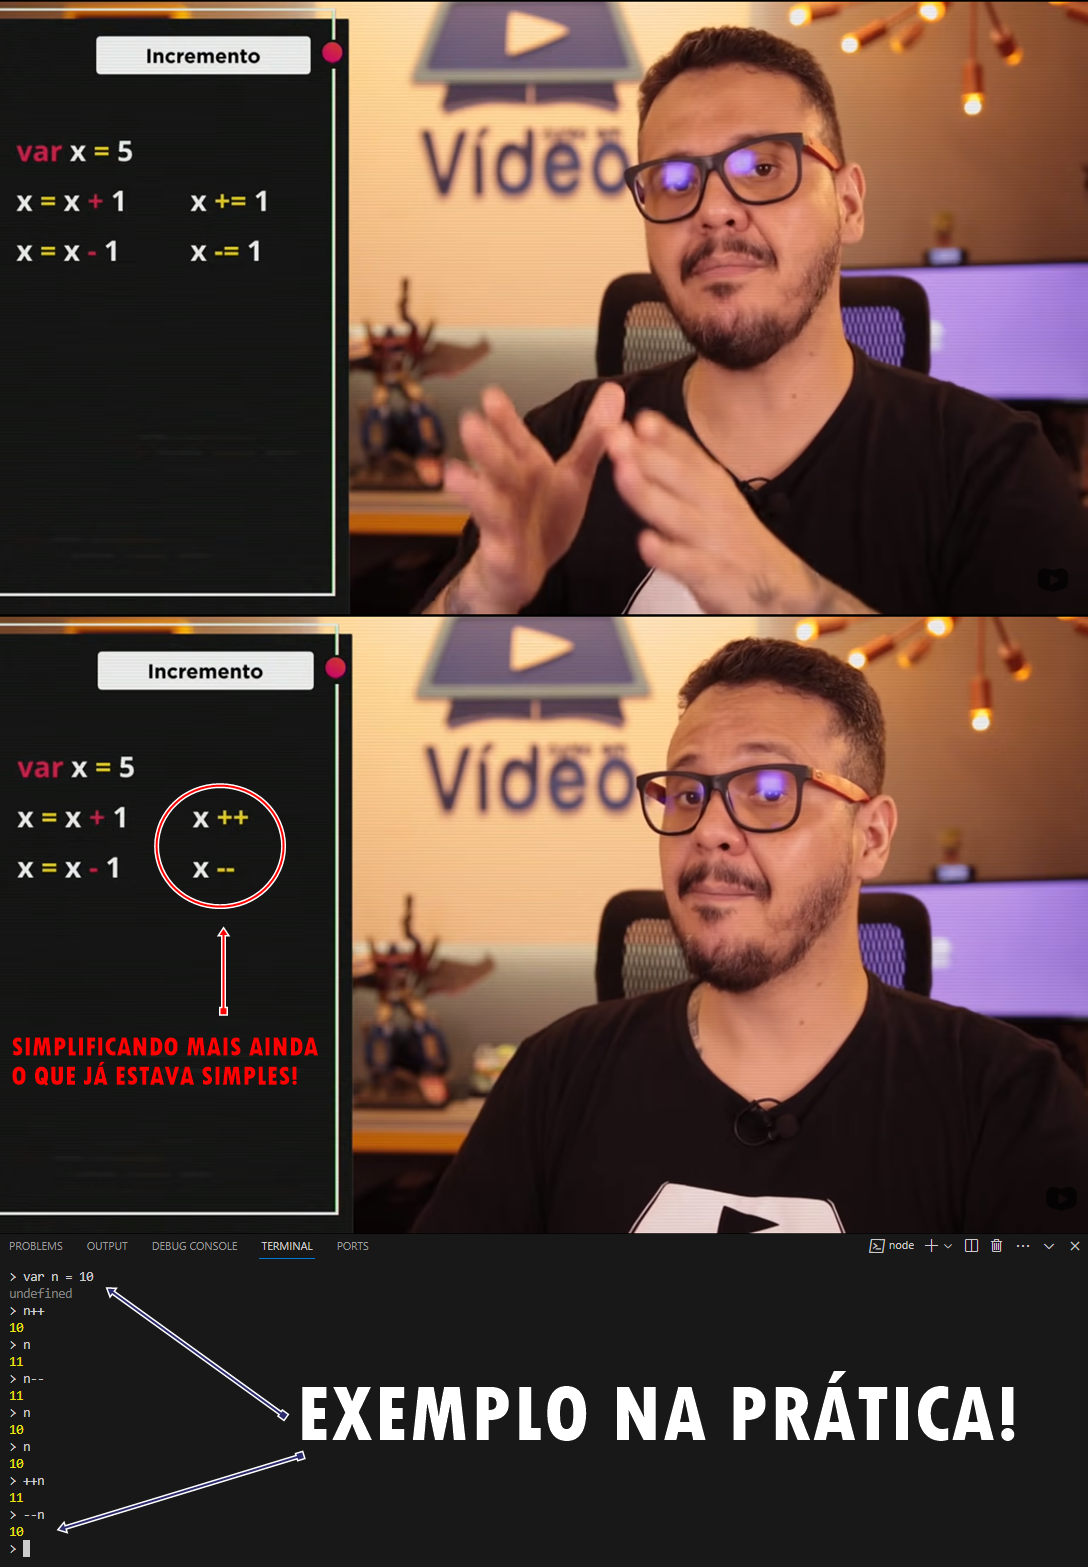 Incremento
var x = 5
x = x + 1 x += 1
x = x - 1 x -= 1
Vídeo
Incremento
var x = 5
x = x + 1 x ++
x = x - 1 x --
SIMPLIFICANDO MAIS AINDA
O QUE JÁ ESTAVA SIMPLES!
Vídeo
PROBLEMS OUTPUT DEBUG CONSOLE TERMINAL PORTS node
> var n = 10
undefined
> n++
10
> n
11
> n--
11
> n
10
> n
10
> ++n
11
> --n
10
>
EXEMPLO NA PRÁTICA!